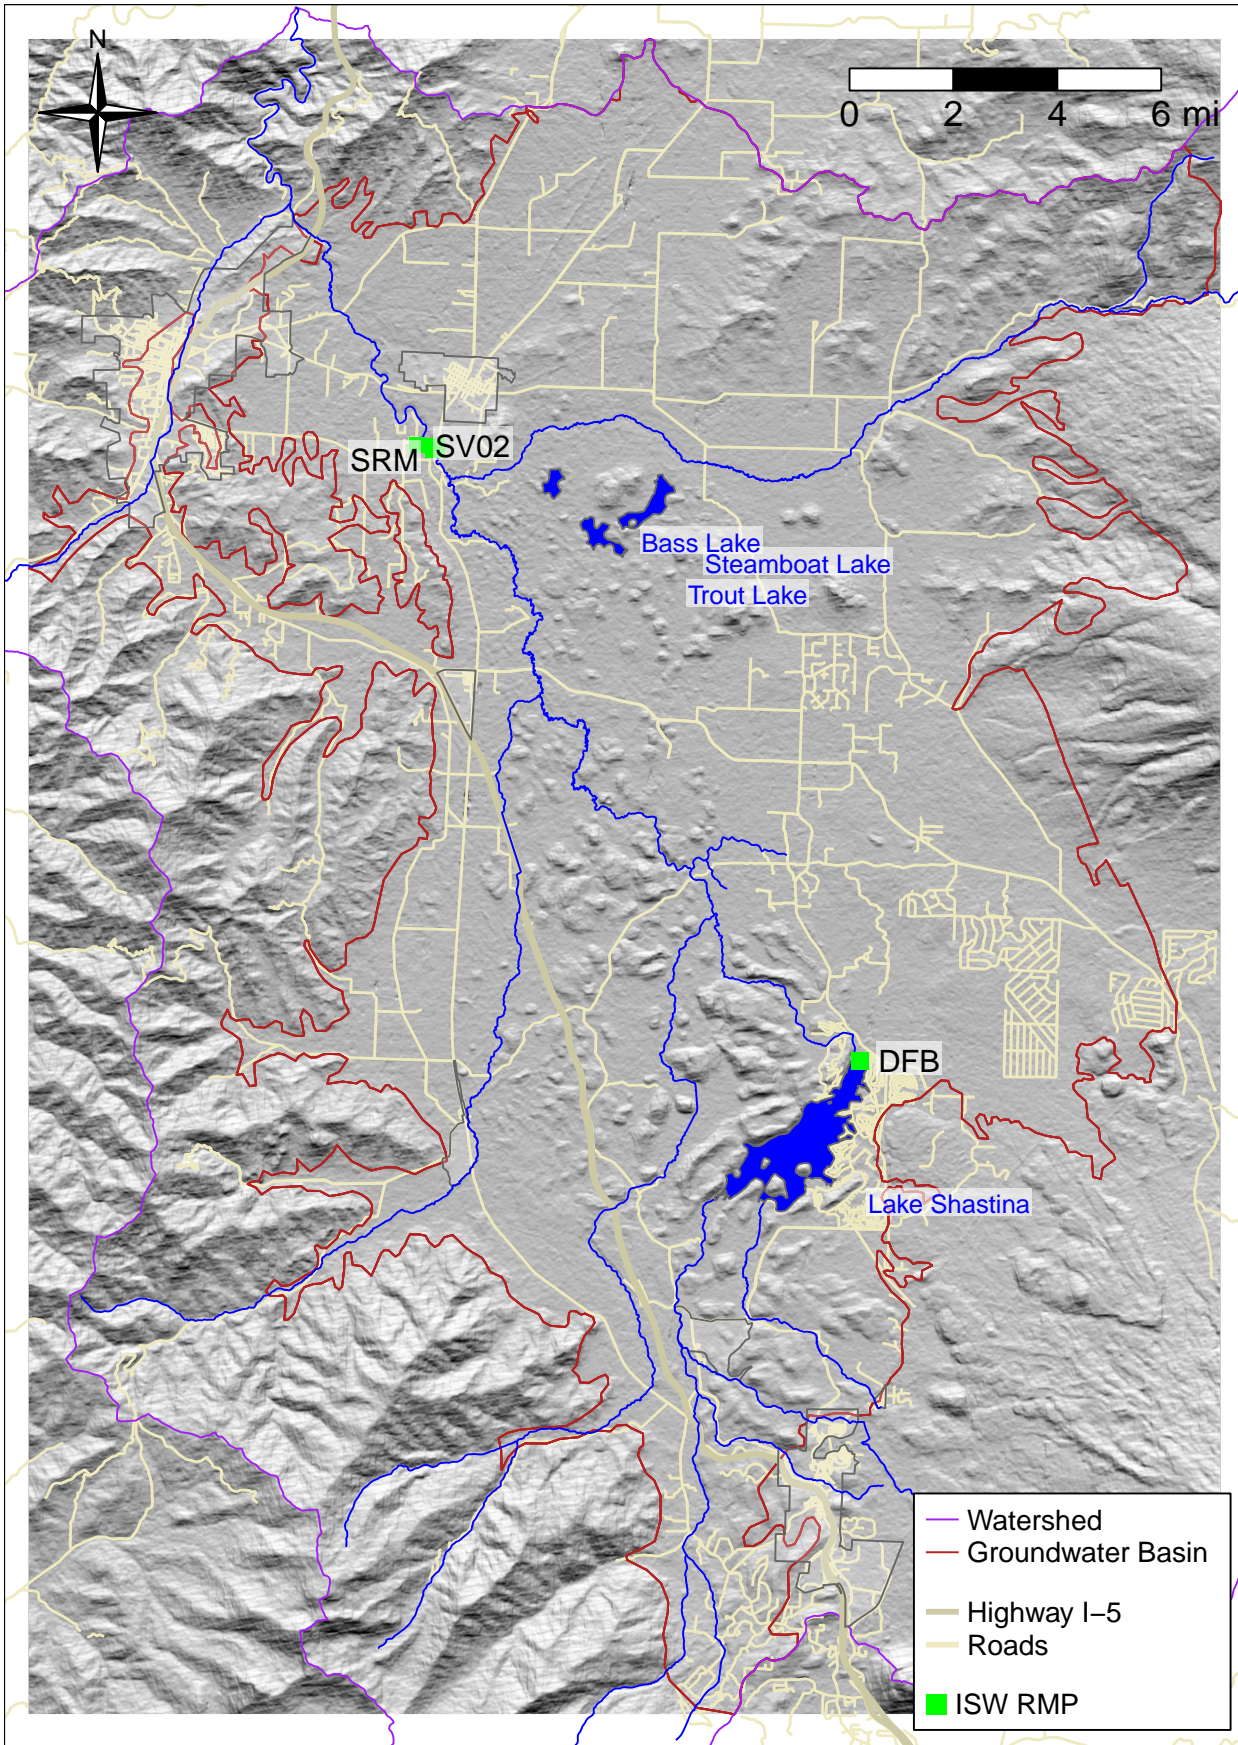 N
0 2 4 6 mi
SV02
SRM
Bass Lake
Steamboat Lake
Trout Lake
DFB
Lake Shastina
Watershed
Groundwater Basin
Highway I−5
Roads
ISW RMP